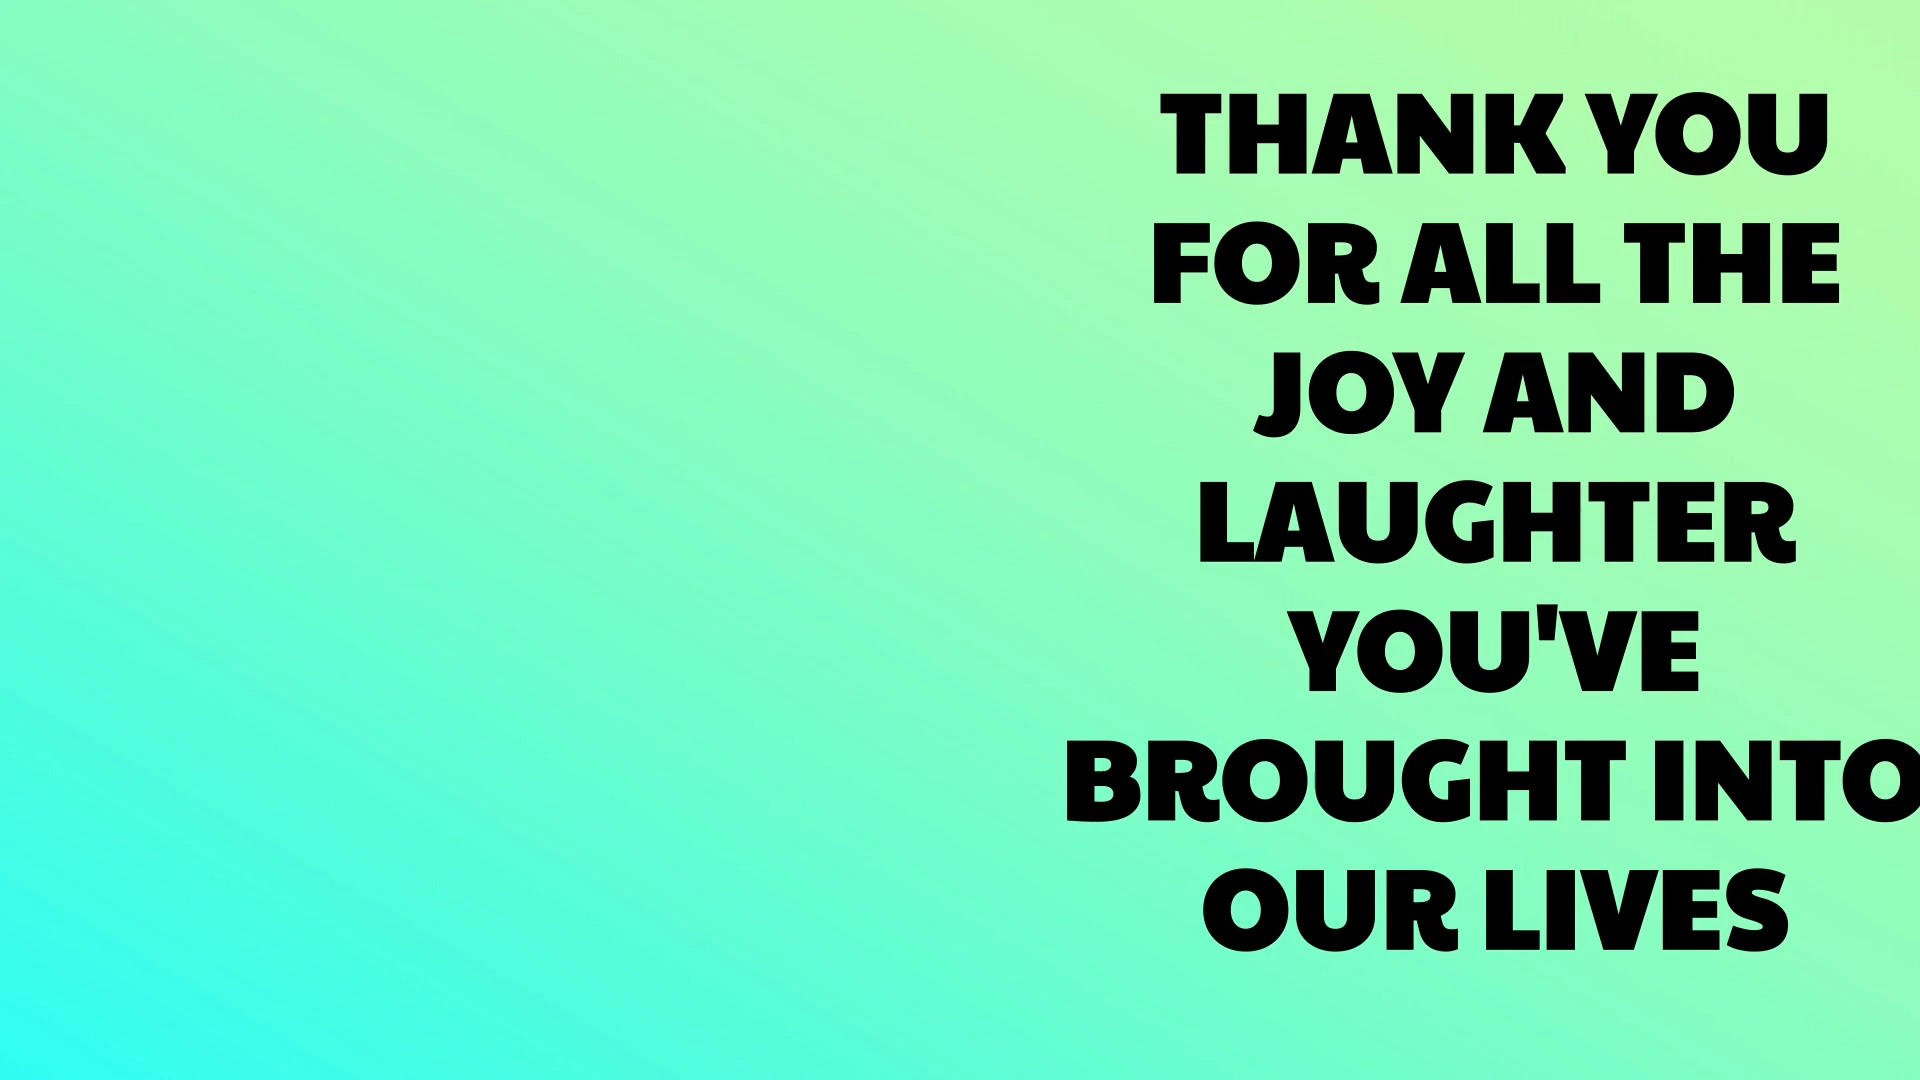 THANK YOU
FOR ALL THE
JOY AND
LAUGHTER
YOU'VE
BROUGHT INTO
OUR LIVES